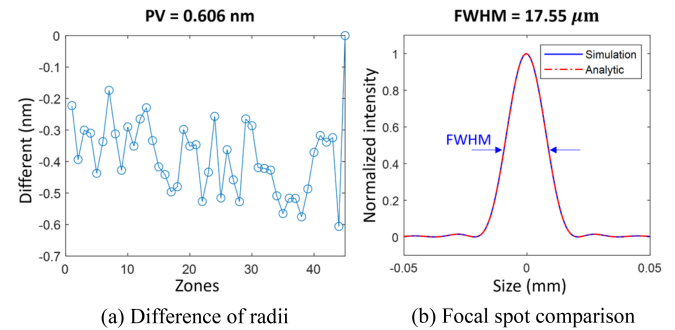 PV = 0.606 nm
Different (nm)
0
-0.1
-0.2
-0.3
-0.4
-0.5
-0.6
-0.7
0 10 20 30 40
Zones
(a) Difference of radii
FWHM = 17.55 μm
Normalized intensity
1
0.8
0.6
0.4
0.2
0
Simulation
Analytic
FWHM
-0.05 0 0.05
Size (mm)
(b) Focal spot comparison